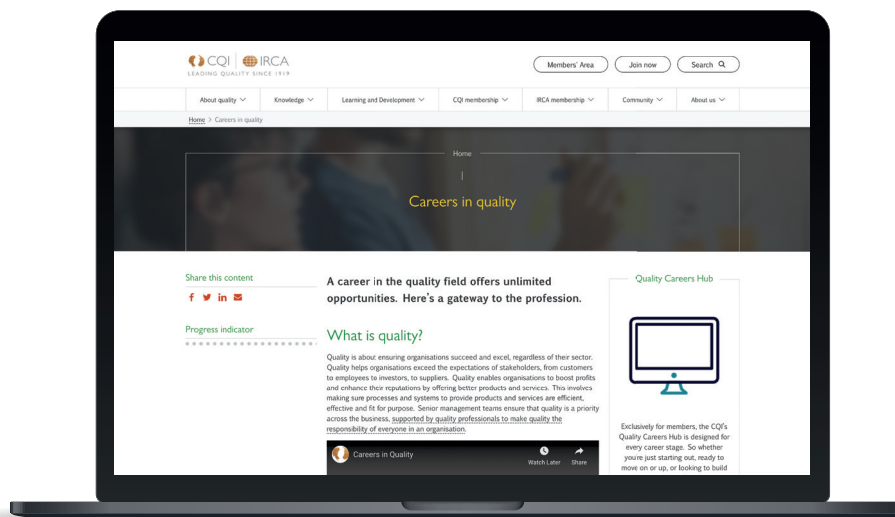 CQI IRCA
LEADING QUALITY SINCE 1919
Members' Area
Join now
Search
About quality
Knowledge
Learning and Development
CQI membership
IRCA membership
Community
About us
Home > Careers in quality
Home
Careers in quality
Share this content
Progress indicator
A career in the quality field offers unlimited
opportunities. Here's a gateway to the profession.
What is quality?
Quality is about ensuring organisations succeed and excel, regardless of their sector.
Quality helps organisations exceed the expectations of stakeholders, from customers
to employees to investors, to suppliers. Quality enables organisations to boost profits
and enhance their reputations by offering better products and services. This involves
making sure processes and systems to provide products and services are efficient,
effective and fit for purpose. Senior management teams ensure that quality is a priority
across the business, supported by quality professionals to make quality the
responsibility of everyone in an organisation.
Careers in Quality
Watch Later
Share
Quality Careers Hub
Exclusively for members, the CQI's
Quality Careers Hub is designed for
every career stage. So whether
you're just starting out, ready to
move on or up, or looking to build